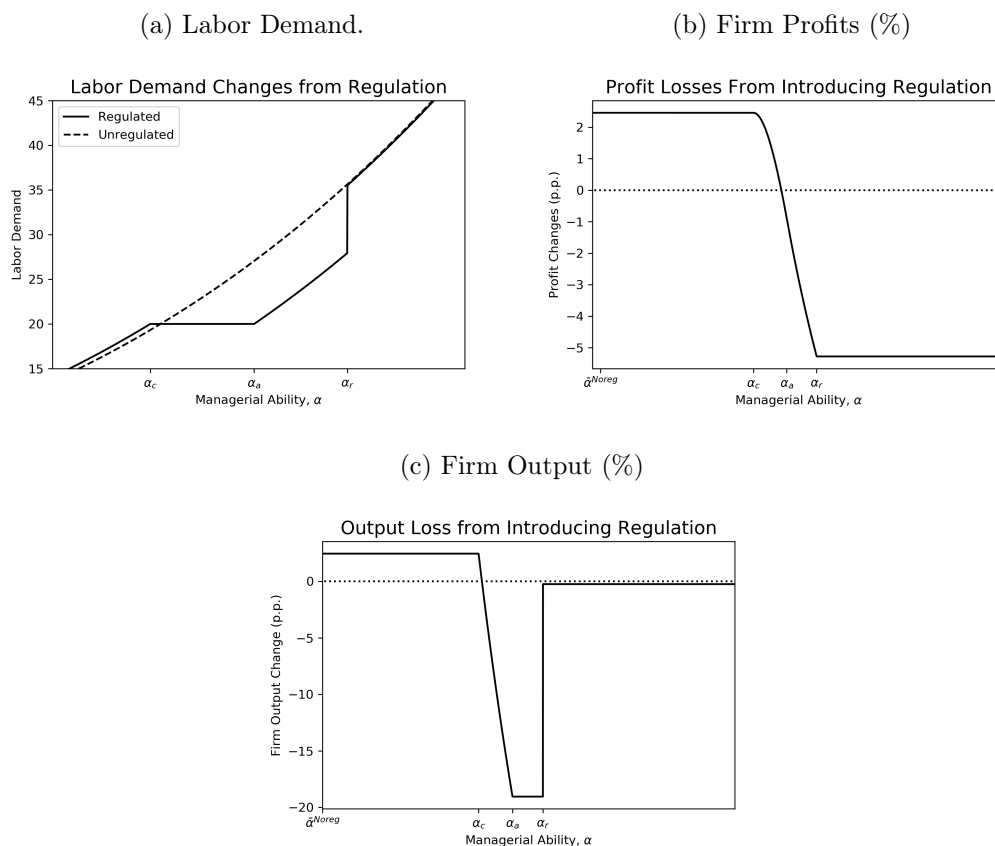 (a) Labor Demand.
Labor Demand Changes from Regulation
Regulated
Unregulated
45
40
35
30
25
20
15
Labor Demand
α_c α_a α_r
Managerial Ability, α
(b) Firm Profits (%)
Profit Losses From Introducing Regulation
2
1
0
−1
−2
−3
−4
−5
Profit Changes (p.p.)
ᾱ^Noreg α_c α_a α_r
Managerial Ability, α
(c) Firm Output (%)
Output Loss from Introducing Regulation
0
−5
−10
−15
−20
Firm Output Change (p.p.)
ᾱ^Noreg α_c α_a α_r
Managerial Ability, α